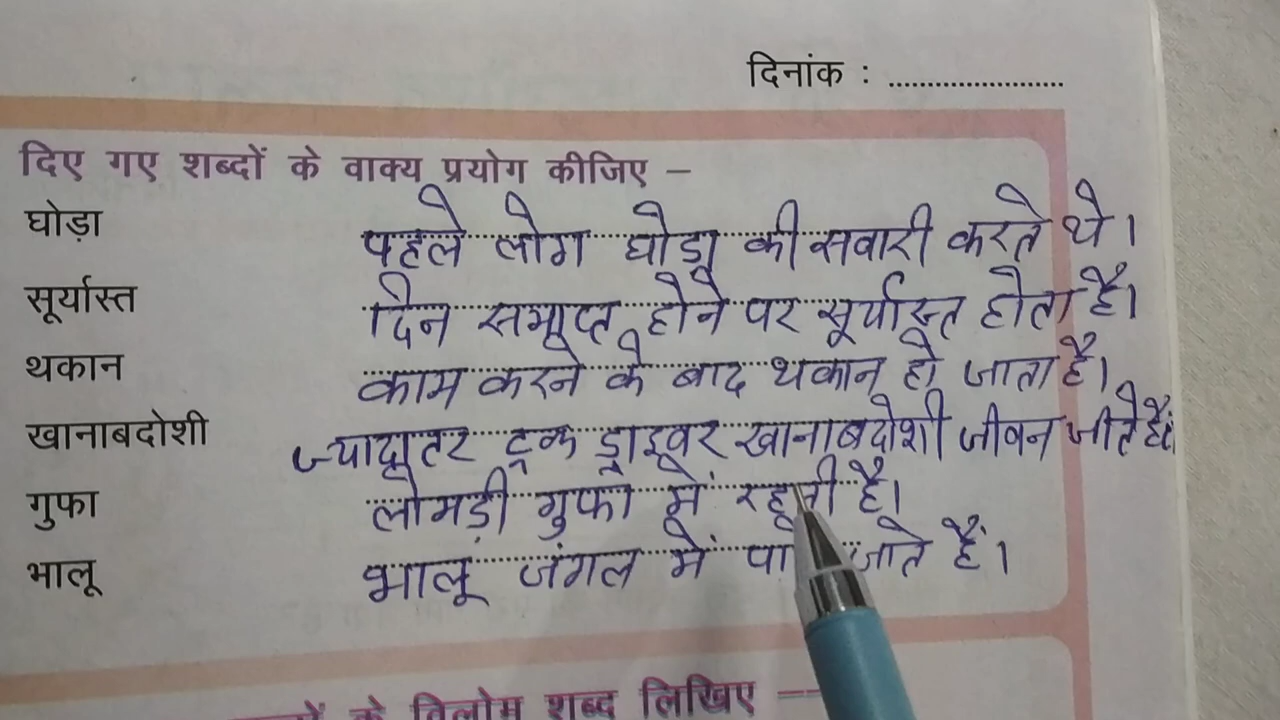 दिनांक : ......................
दिए गए शब्दों के वाक्य प्रयोग कीजिए –
घोड़ा पहले लोग घोड़ा की सवारी करते थे।
सूर्यास्त दिन समाप्त होने पर सूर्यास्त होता है।
थकान काम करने के बाद थकान हो जाता है।
खानाबदोशी ज्यादातर ट्रक ड्राइवर खानाबदोशी जीवन जीते हैं।
गुफा लोमड़ी गुफा में रहती है।
भालू भालू जंगल में जाते हैं।
के विलोम शब्द लिखिए –